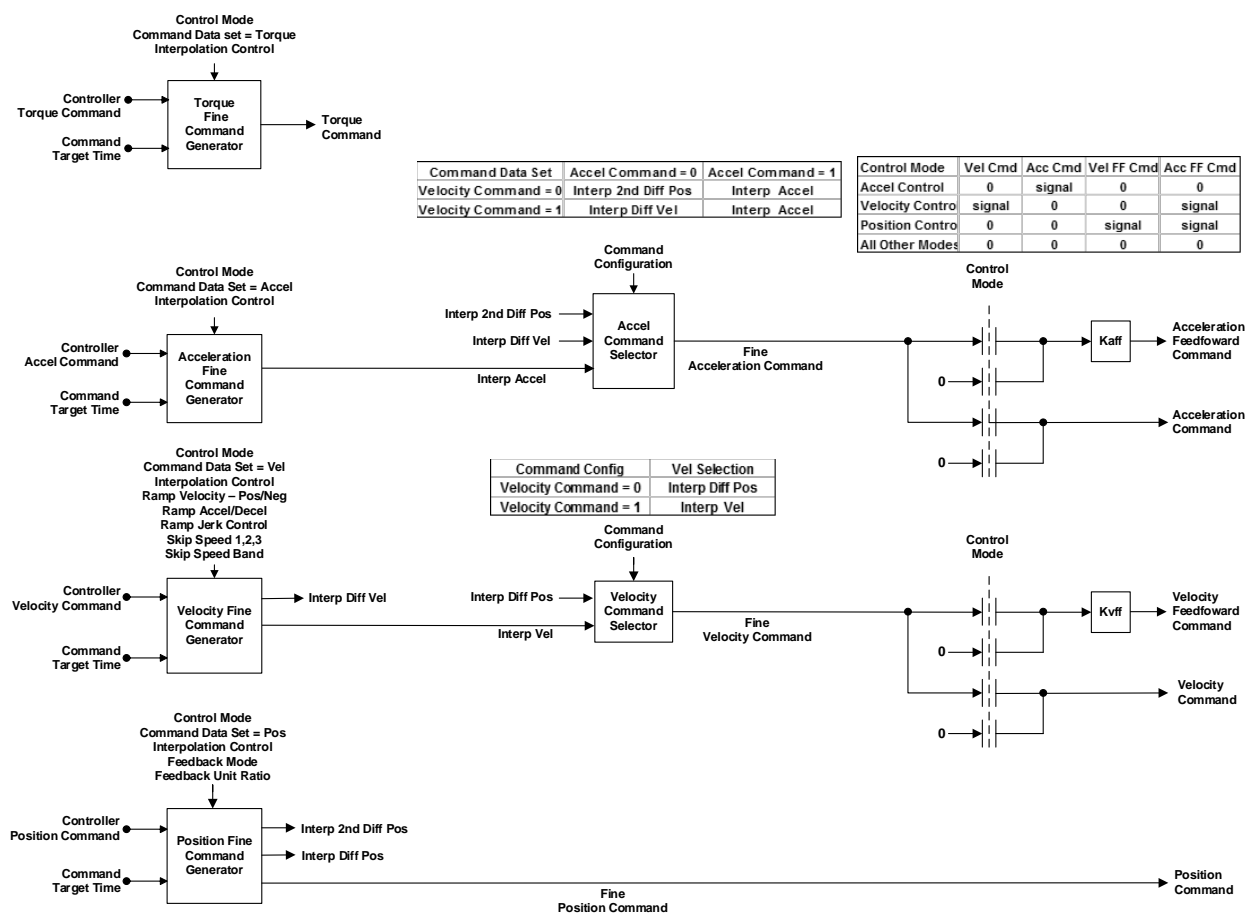 Control Mode
Command Data set = Torque
Interpolation Control
Controller
Torque Command
Command
Target Time
Torque
Fine
Command
Generator
Torque
Command
Command Data Set Accel Command = 0 Accel Command = 1
Velocity Command = 0 Interp 2nd Diff Pos Interp Accel
Velocity Command = 1 Interp Diff Vel Interp Accel
Control Mode Vel Cmd Acc Cmd Vel FF Cmd Acc FF Cmd
Accel Control 0 signal 0 0
Velocity Contro signal 0 0 signal
Position Contro 0 0 signal signal
All Other Modes 0 0 0 0
Control Mode
Command Data Set = Accel
Interpolation Control
Controller
Accel Command
Command
Target Time
Acceleration
Fine
Command
Generator
Interp Accel
Command
Configuration
Interp 2nd Diff Pos
Interp Diff Vel
Accel
Command
Selector
Fine
Acceleration Command
Control
Mode
0
0
Kaff
Acceleration
Feedfoward
Command
Acceleration
Command
Control Mode
Command Data Set = Vel
Interpolation Control
Ramp Velocity – Pos/Neg
Ramp Accel/Decel
Ramp Jerk Control
Skip Speed 1,2,3
Skip Speed Band
Controller
Velocity Command
Command
Target Time
Velocity Fine
Command
Generator
Interp Diff Vel
Interp Vel
Command Config Vel Selection
Velocity Command = 0 Interp Diff Pos
Velocity Command = 1 Interp Vel
Command
Configuration
Interp Diff Pos
Velocity
Command
Selector
Fine
Velocity Command
Control
Mode
0
0
Kvff
Velocity
Feedfoward
Command
Velocity
Command
Control Mode
Command Data Set = Pos
Interpolation Control
Feedback Mode
Feedback Unit Ratio
Controller
Position Command
Command
Target Time
Position Fine
Command
Generator
Interp 2nd Diff Pos
Interp Diff Pos
Fine
Position Command
Position
Command